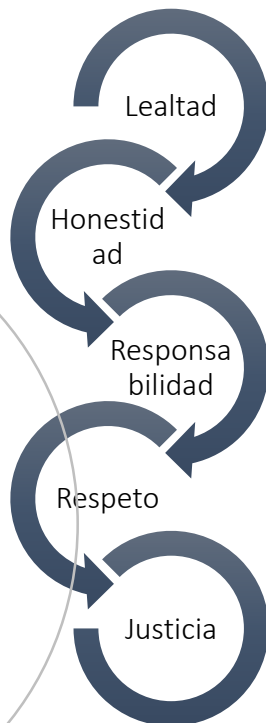 Lealtad
Honestid
ad
Responsa
bilidad
Respeto
Justicia